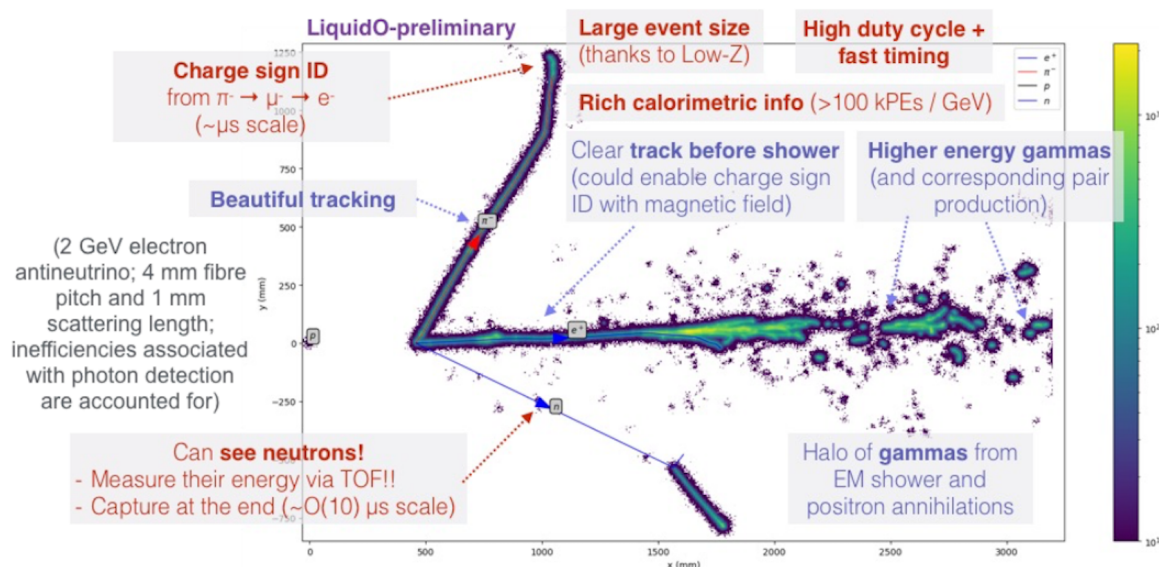 LiquidO-preliminary
Large event size
(thanks to Low-Z)
High duty cycle +
fast timing
e⁺
π⁻
p
n
Charge sign ID
from π⁻ → μ⁻ → e⁻
(~μs scale)
Rich calorimetric info (>100 kPEs / GeV)
Clear track before shower
(could enable charge sign
ID with magnetic field)
Higher energy gammas
(and corresponding pair
production)
Beautiful tracking
(2 GeV electron
antineutrino; 4 mm fibre
pitch and 1 mm
scattering length;
inefficiencies associated
with photon detection
are accounted for)
π⁻
p
e⁺
n
Can see neutrons!
- Measure their energy via TOF!!
- Capture at the end (~O(10) μs scale)
Halo of gammas from
EM shower and
positron annihilations
1250
1000
750
500
250
0
−250
−750
y (mm)
0
500
1000
1500
2000
2500
3000
x (mm)